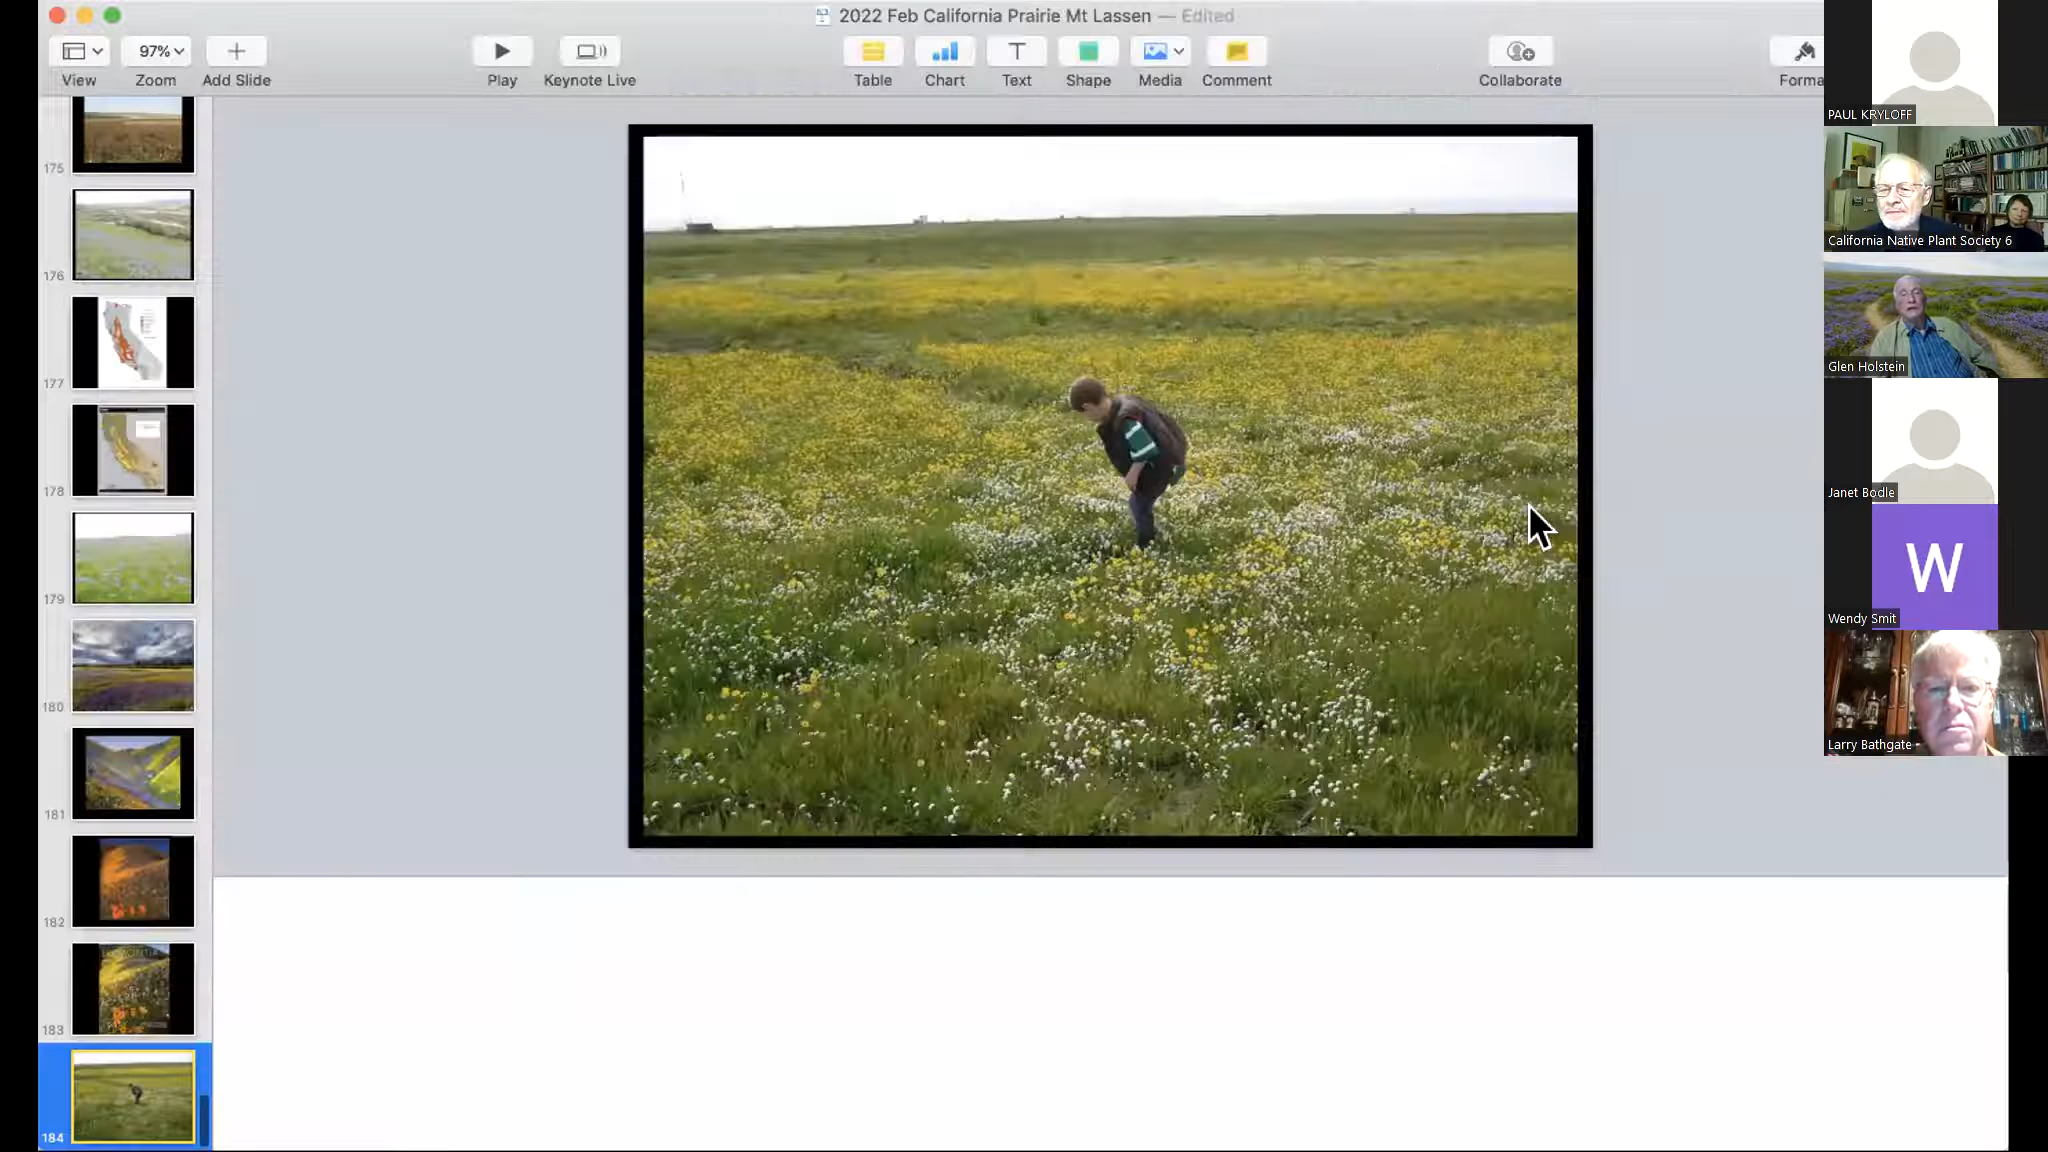 2022 Feb California Prairie Mt Lassen — Edited
97%
View
Zoom
Add Slide
Play
Keynote Live
Table
Chart
Text
Shape
Media
Comment
Collaborate
Forma
175
176
177
178
179
180
181
182
183
184
PAUL KRYLOFF
California Native Plant Society 6
Glen Holstein
Janet Bodle
W
Wendy Smit
Larry Bathgate